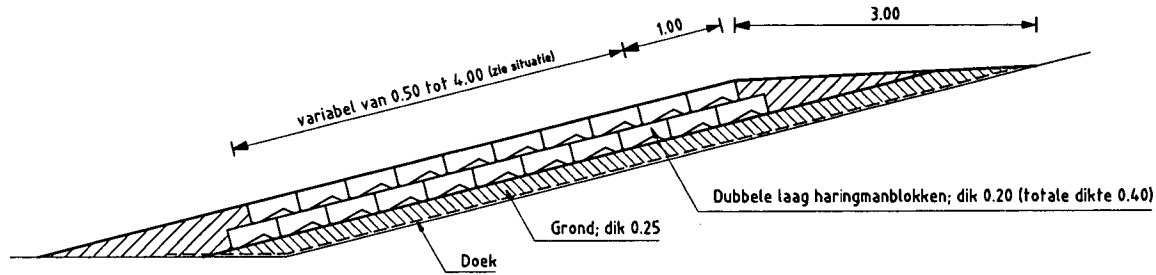 3.00
1.00
variabel van 0.50 tot 4.00 (zie situatie)
Dubbele laag haringmanblokken; dik 0.20 (totale dikte 0.40)
Grond; dik 0.25
Doek